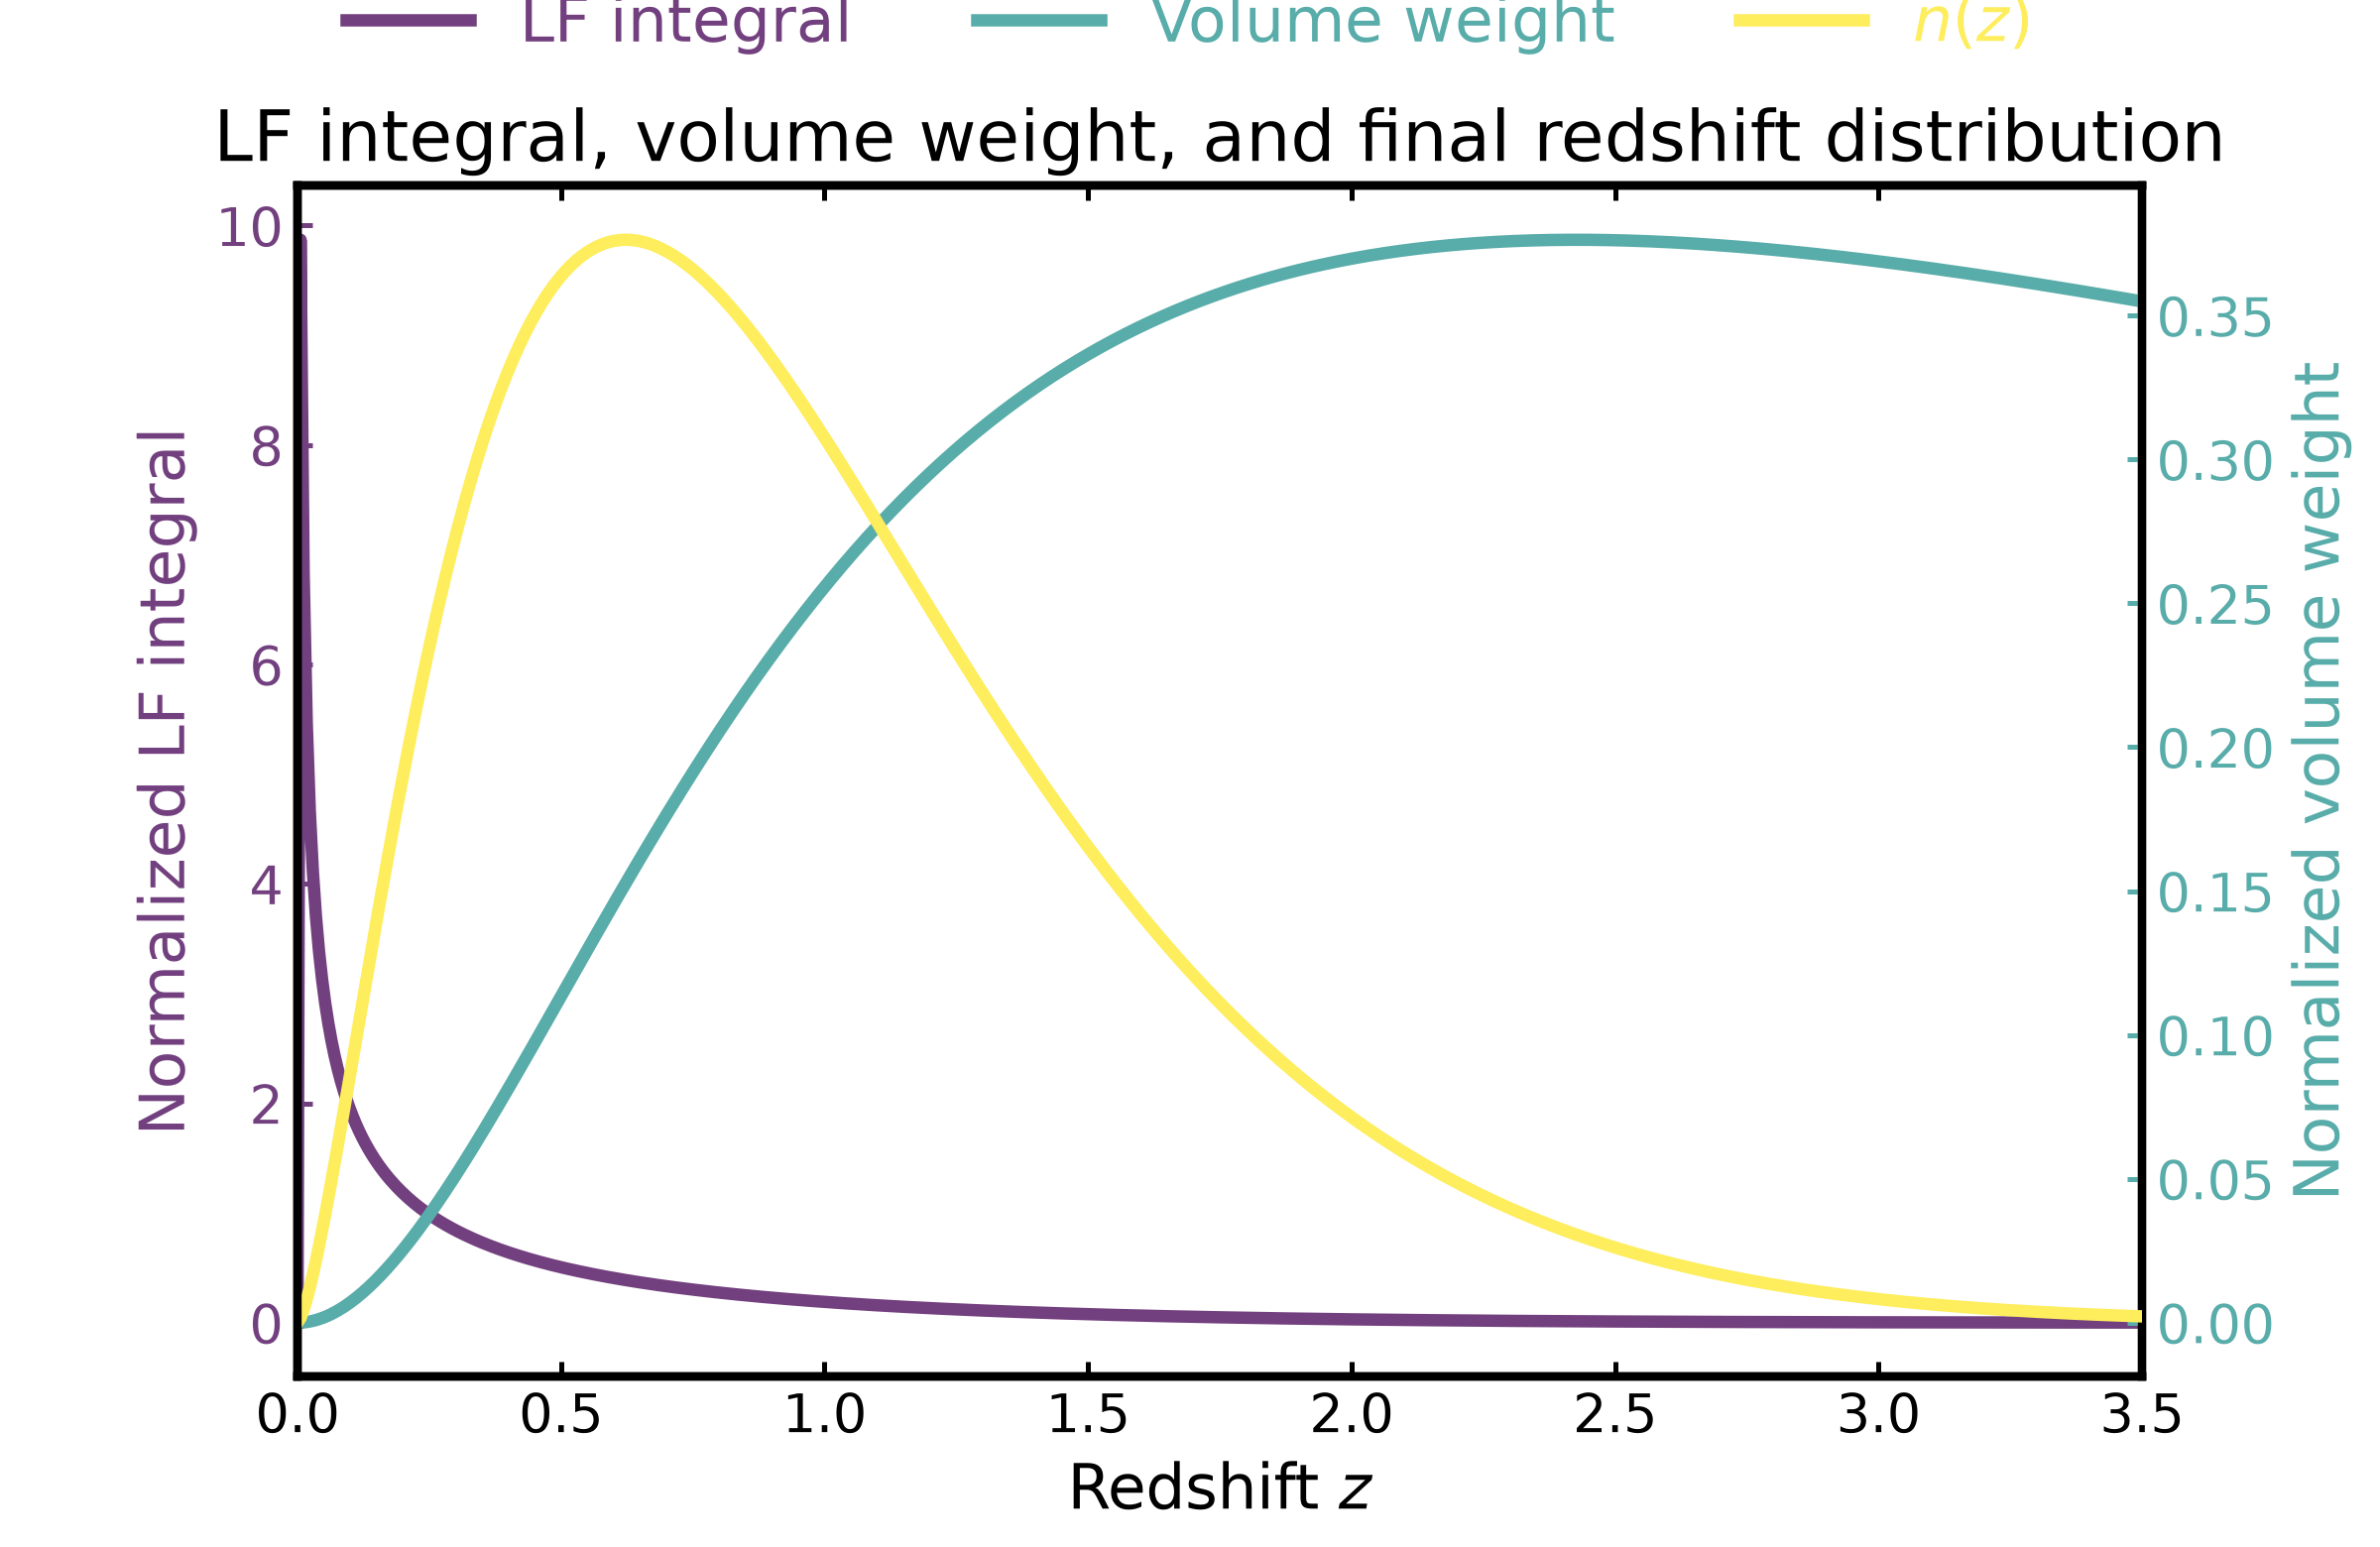 LF integral Volume weight n(z)
LF integral, volume weight, and final redshift distribution
Normalized LF integral
10
8
6
4
2
0
0.35
0.30
0.25
0.20
0.15
0.10
0.05
0.00
Normalized volume weight
0.0 0.5 1.0 1.5 2.0 2.5 3.0 3.5
Redshift z